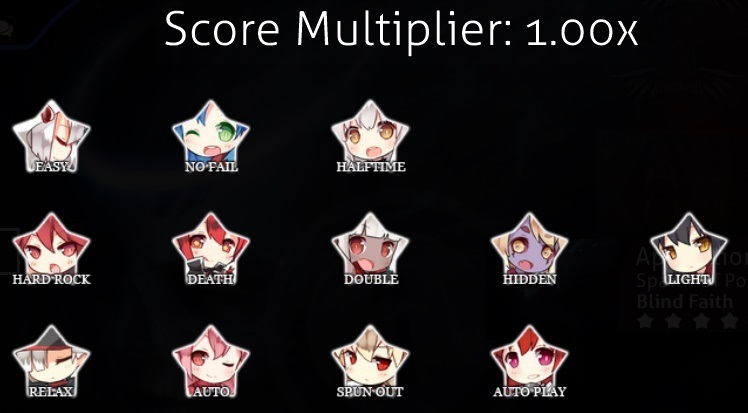 Score Multiplier: 1.00x
EASY
NO FAIL
HALFTIME
HARD ROCK
DEATH
DOUBLE
HIDDEN
LIGHT
RELAX
AUTO
SPUN OUT
AUTO PLAY
Blind Faith